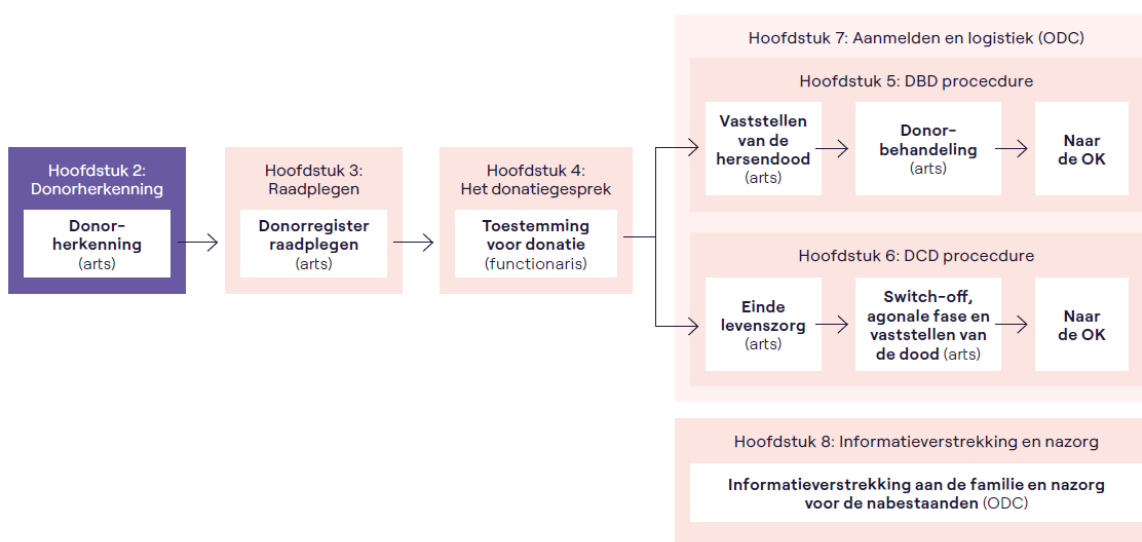 Hoofdstuk 2:
Donorherkenning
Donor-
herkenning
(arts)
Hoofdstuk 3:
Raadplegen
Donorregister
raadplegen
(arts)
Hoofdstuk 4:
Het donatiegesprek
Toestemming
voor donatie
(functionaris)
Hoofdstuk 7: Aanmelden en logistiek (ODC)
Hoofdstuk 5: DBD procecdure
Vaststellen
van de
hersendood
(arts)
Donor-
behandeling
(arts)
Naar
de OK
Hoofdstuk 6: DCD procecdure
Einde
levenszorg
(arts)
Switch-off,
agonale fase en
vaststellen van
de dood (arts)
Naar
de OK
Hoofdstuk 8: Informatieverstrekking en nazorg
Informatieverstrekking aan de familie en nazorg
voor de nabestaanden (ODC)